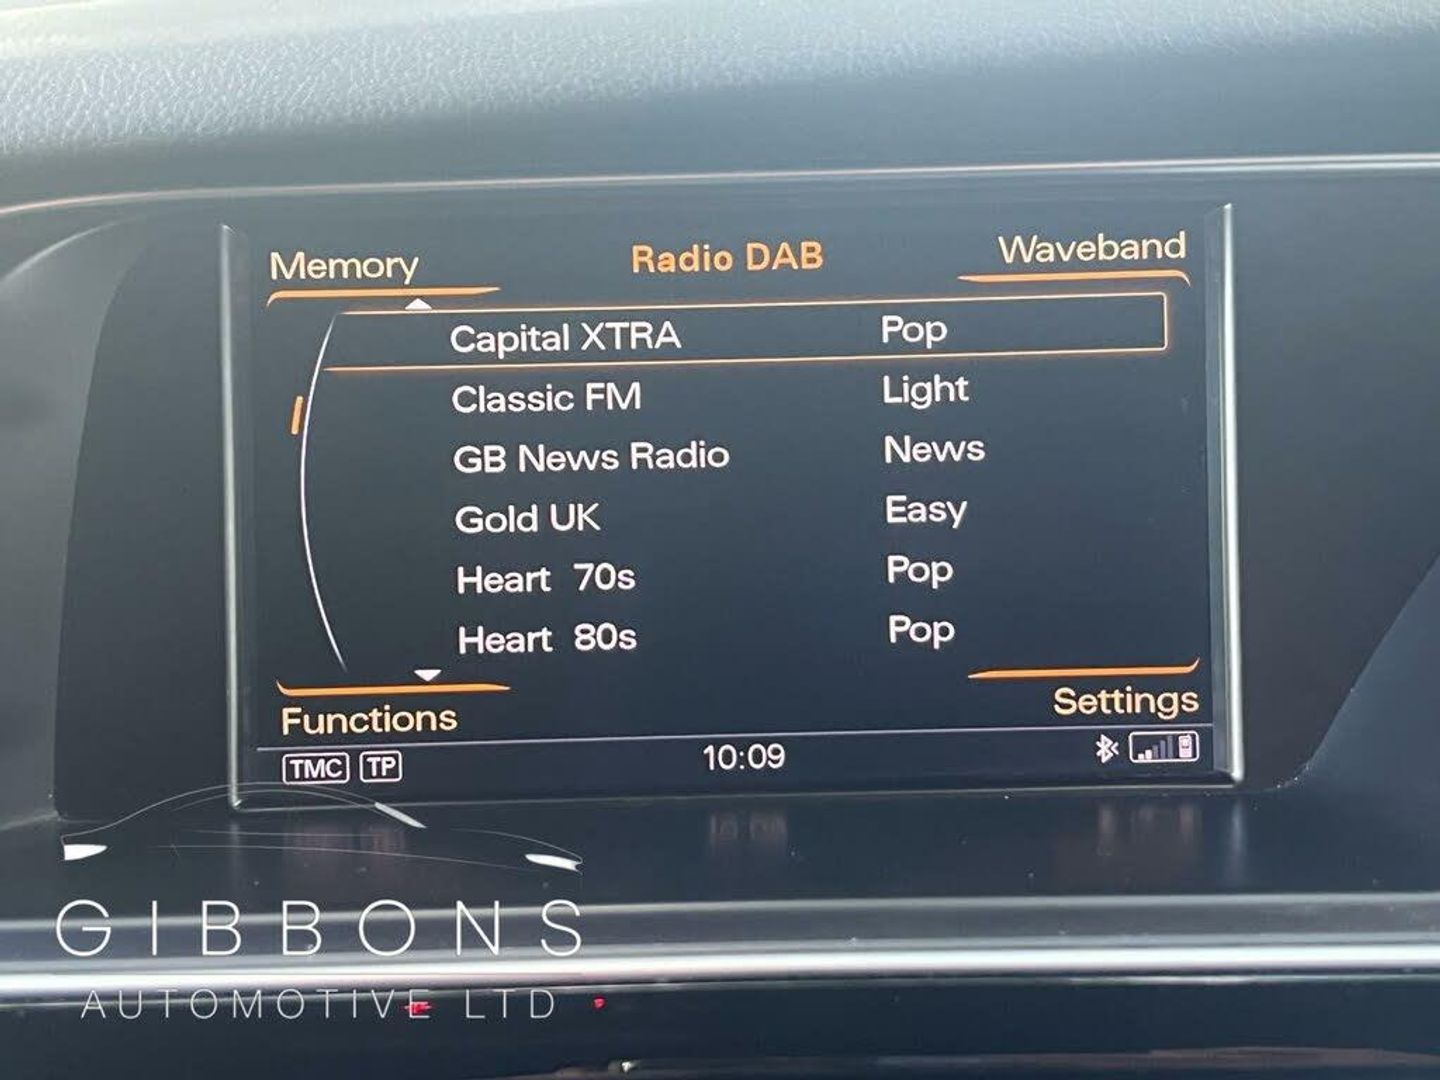 Memory Radio DAB Waveband
Capital XTRA Pop
Classic FM Light
GB News Radio News
Gold UK Easy
Heart 70s Pop
Heart 80s Pop
Functions Settings
TMC TP 10:09
GIBBONS
AUTOMOTIVE LTD